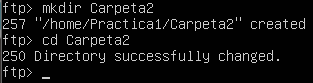 ftp> mkdir Carpeta2
257 "/home/Practica1/Carpeta2" created
ftp> cd Carpeta2
250 Directory successfully changed.
ftp> _